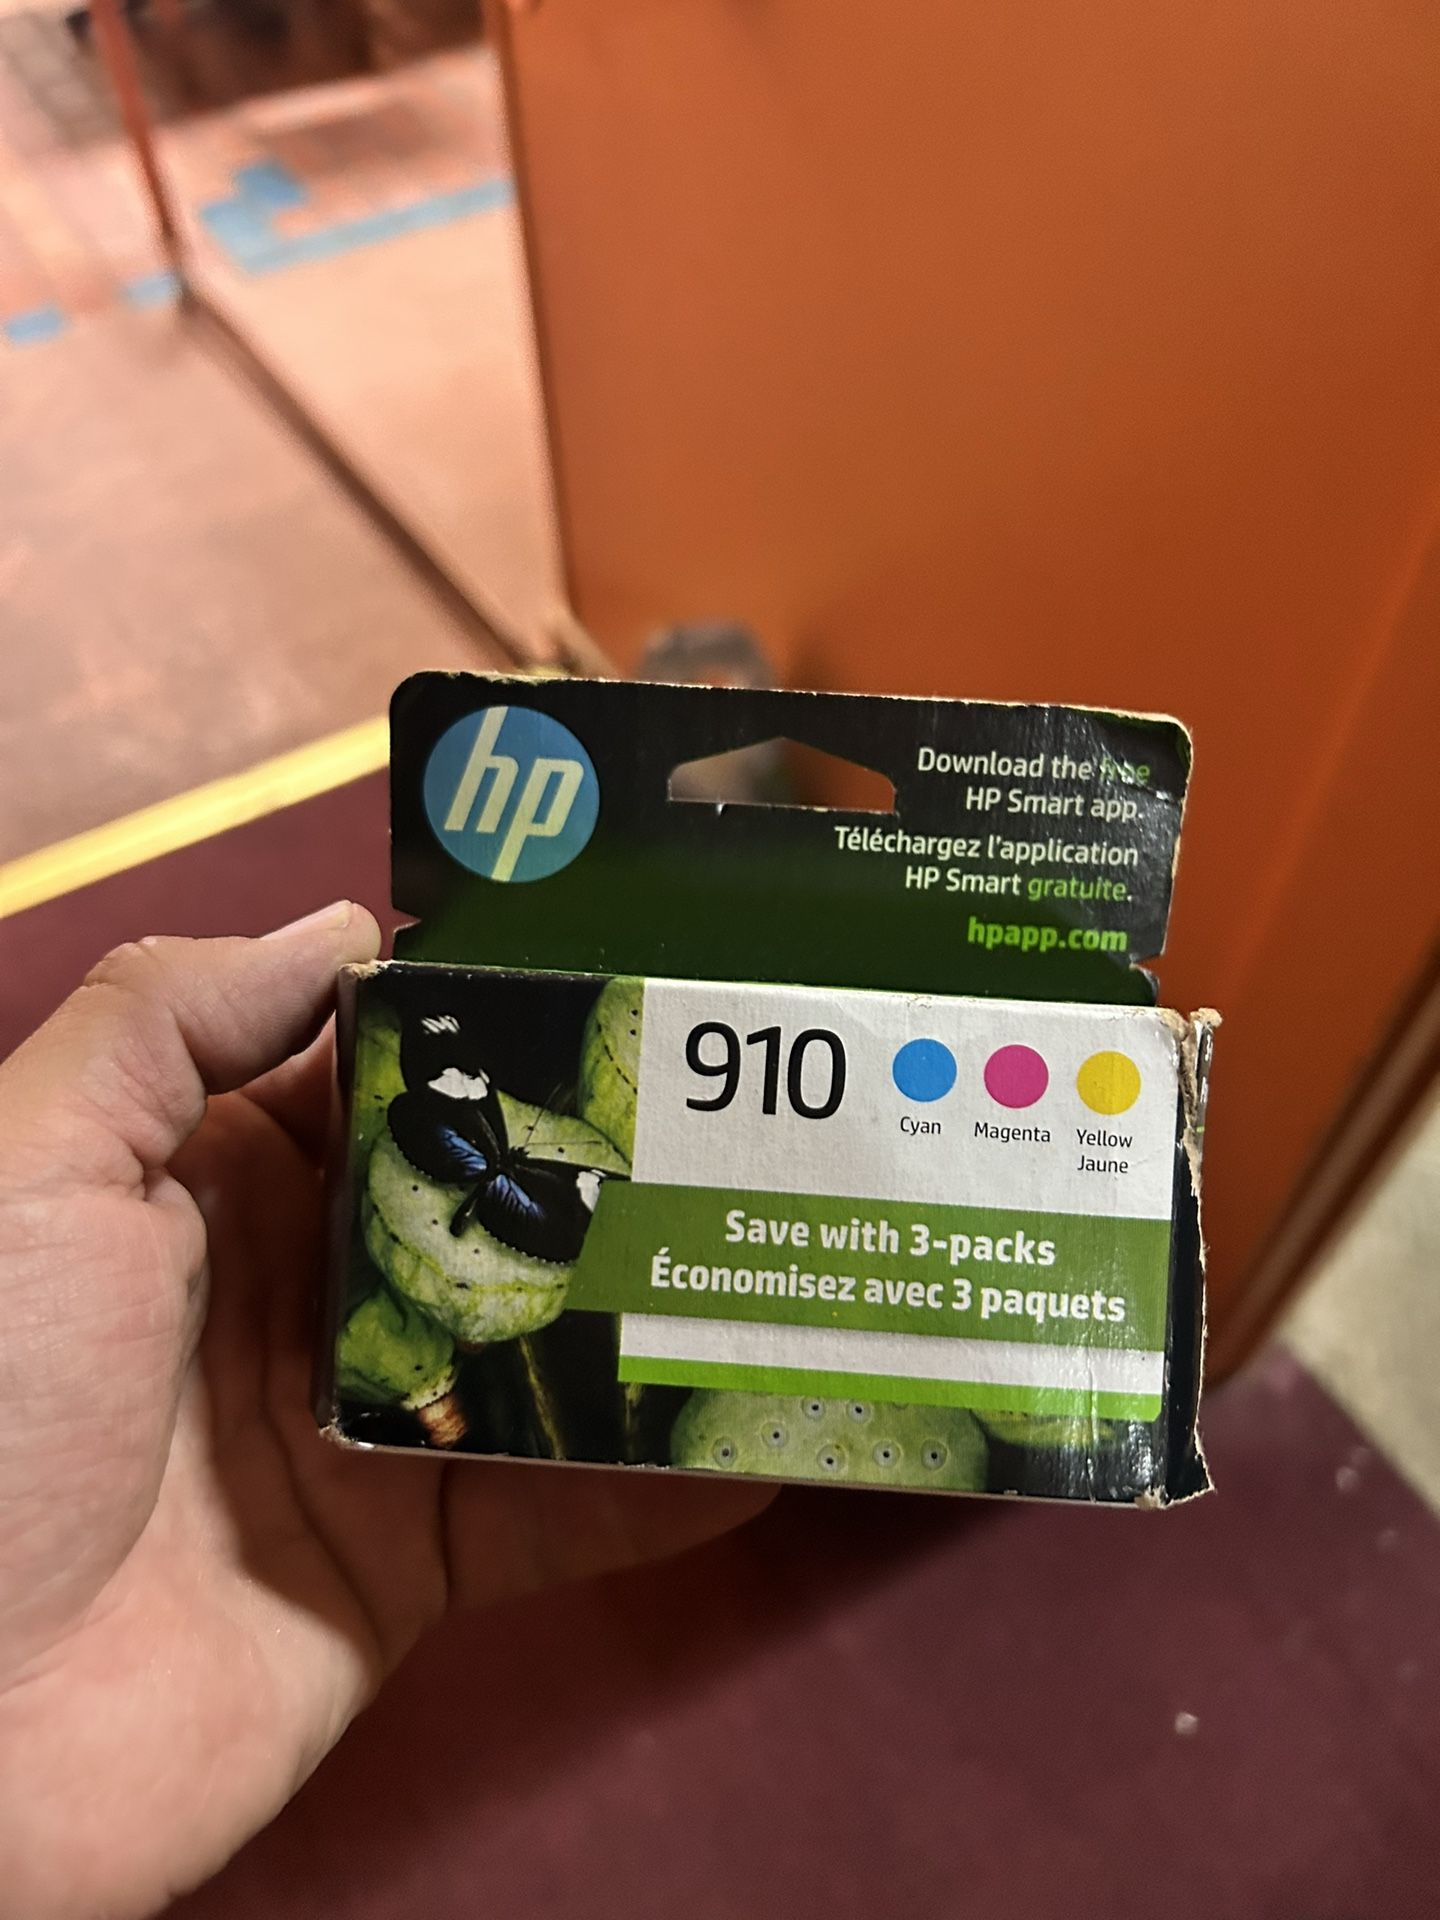 hp
Download the free
HP Smart app.
Téléchargez l'application
HP Smart gratuite.
hpapp.com
910
Cyan
Magenta
Yellow
Jaune
Save with 3-packs
Économisez avec 3 paquets